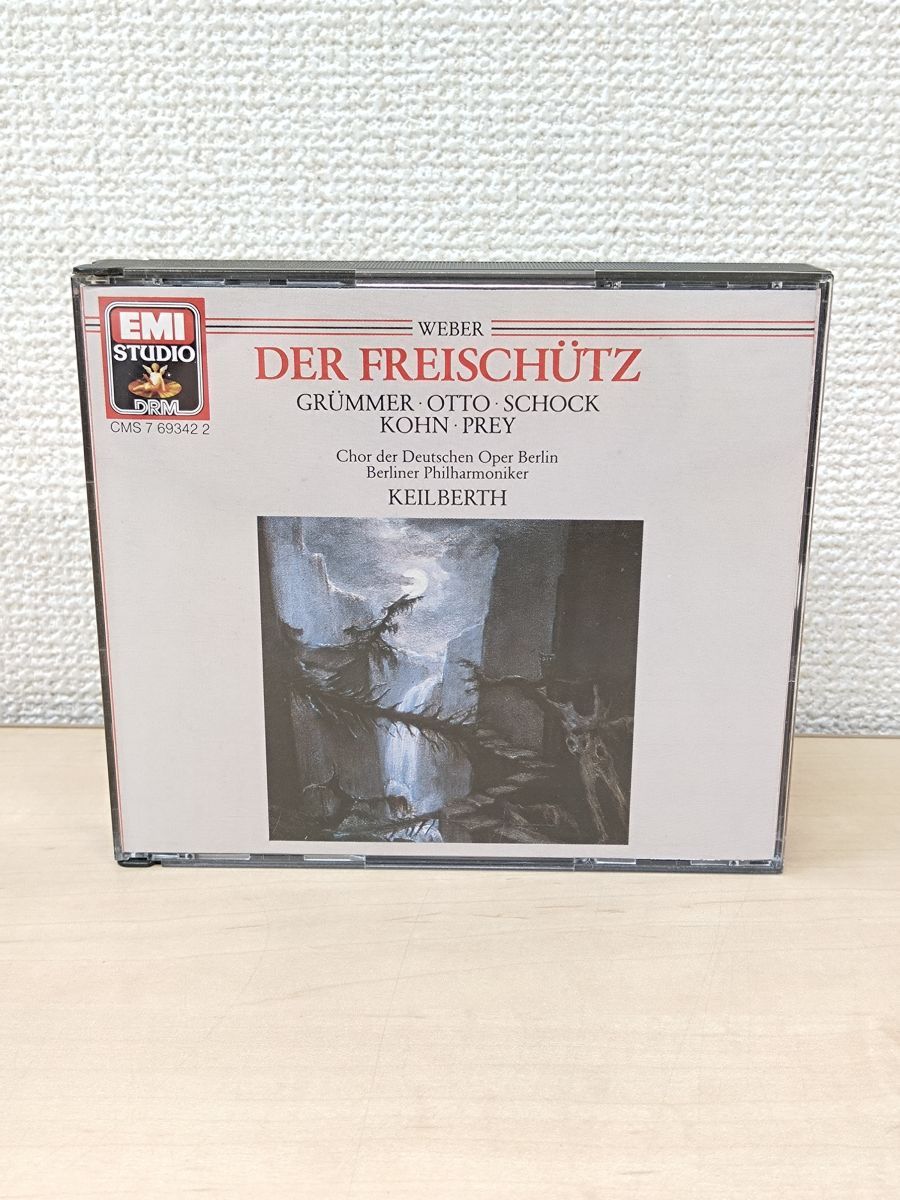 EMI
STUDIO
DRM
CMS 7 69342 2
WEBER
DER FREISCHÜTZ
GRÜMMER · OTTO · SCHOCK
KOHN · PREY
Chor der Deutschen Oper Berlin
Berliner Philharmoniker
KEILBERTH